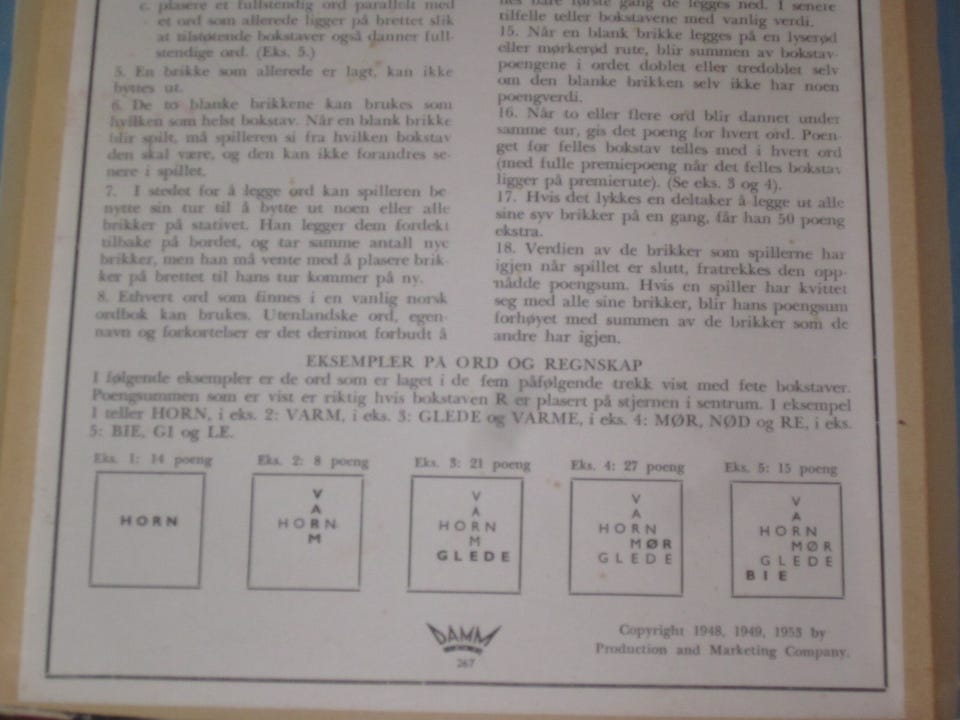 c. plasere et fullstendig ord parallelt med
et ord som allerede ligger på brettet slik
at tilstøtende bokstaver også danner full-
stendige ord. (Eks. 5.)
5. En brikke som allerede er lagt, kan ikke
byttes ut.
6. De to blanke brikkene kan brukes som
hvilken som helst bokstav. Når en blank brikke
blir spilt, må spilleren si fra hvilken bokstav
den skal være, og den kan ikke forandres se-
nere i spillet.
7. I stedet for å legge ord kan spilleren be
nytte sin tur til å bytte ut noen eller alle
brikker på stativet. Han legger dem fordekt
tilbake på bordet, og tar samme antall nye
brikker, men han må vente med å plasere brik-
ker på brettet til hans tur kommer på ny.
8. Ethvert ord som finnes i en vanlig norsk
ordbok kan brukes. Utenlandske ord, egen-
navn og forkortelser er det derimot forbudt å
nes bare første gang de legges ned. I senere
tilfelle teller bokstavene med vanlig verdi.
15. Når en blank brikke legges på en lyserød
eller mørkerød rute, blir summen av bokstav-
poengene i ordet doblet eller tredoblet selv
om den blanke brikken selv ikke har noen
poengverdi.
16. Når to eller flere ord blir dannet under
samme tur, gis det poeng for hvert ord. Poen-
get for felles bokstav telles med i hvert ord
(med fulle premiepoeng når det felles bokstav
ligger på premierute). (Se eks. 3 og 4).
17. Hvis det lykkes en deltaker å legge ut alle
sine syv brikker på en gang, får han 50 poeng
ekstra.
18. Verdien av de brikker som spillerne har
igjen når spillet er slutt, fratrekkes den opp-
nådde poengsum. Hvis en spiller har kvittet
seg med alle sine brikker, blir hans poengsum
forhøyet med summen av de brikker som de
andre har igjen.
EKSEMPLER PÅ ORD OG REGNSKAP
I følgende eksempler er de ord som er laget i de fem påfølgende trekk vist med fete bokstaver.
Poengsummen som er vist er riktig hvis bokstaven R er plasert på stjernen i sentrum. I eksempel
1 teller HORN, i eks. 2: VARM, i eks. 3: GLEDE og VARME, i eks. 4: MØR, NØD og RE, i eks.
5: BIE, GI og LE.
Eks. 1: 14 poeng
HORN
Eks. 2: 8 poeng
V
A
HORN
M
Eks. 3: 21 poeng
V
A
HORN
M
GLEDE
Eks. 4: 27 poeng
V
A
HORN
MØR
GLEDE
Eks. 5: 15 poeng
V
A
HORN
MØR
GLEDE
BIE
DAMM
267
Copyright 1948, 1949, 1953 by
Production and Marketing Company.